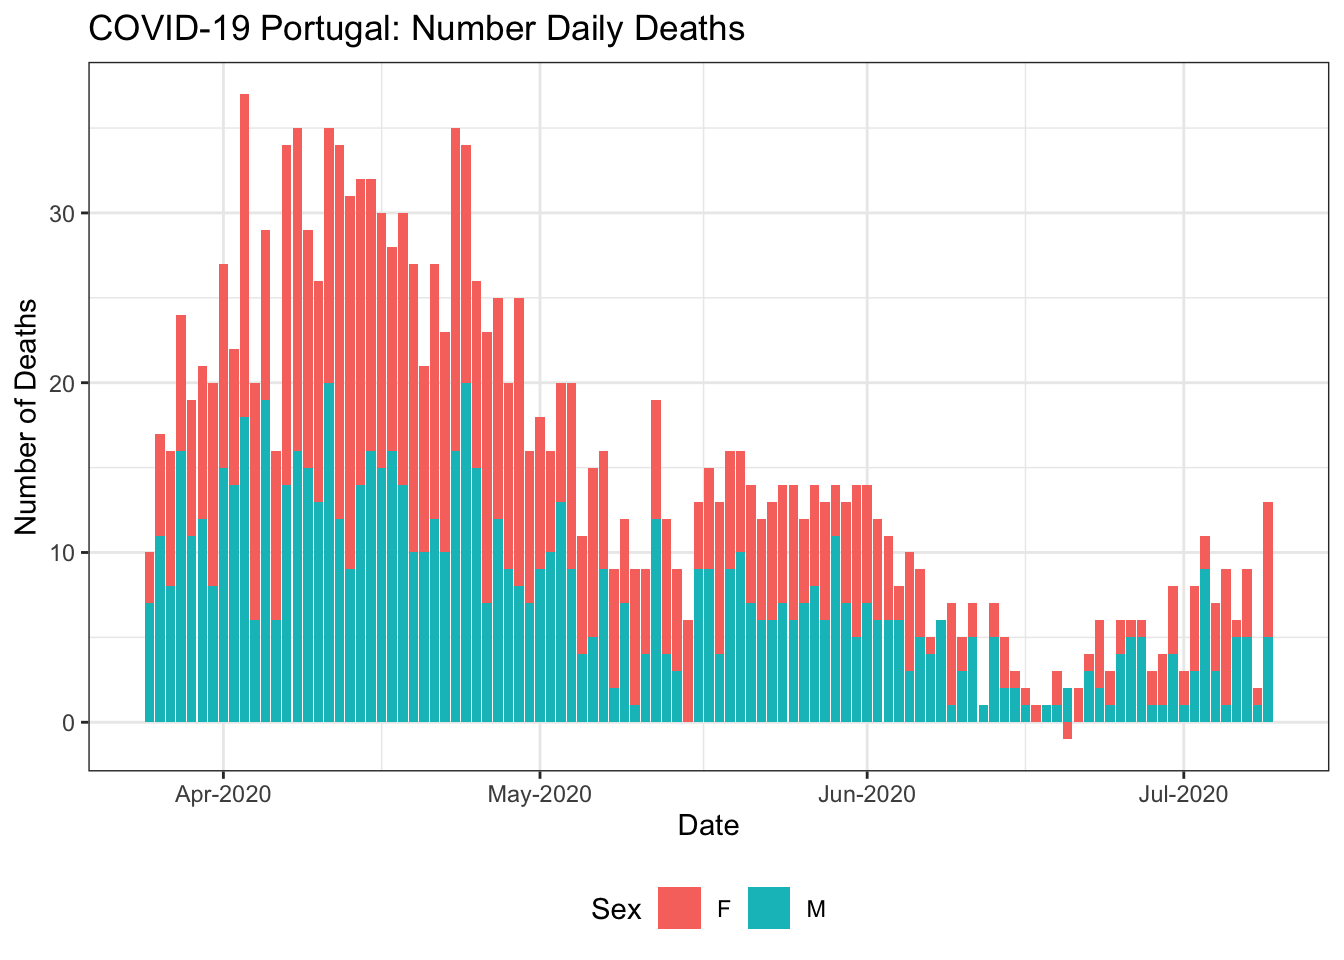 COVID-19 Portugal: Number Daily Deaths
Number of Deaths
30
20
10
0
Apr-2020 May-2020 Jun-2020 Jul-2020
Date
Sex F M